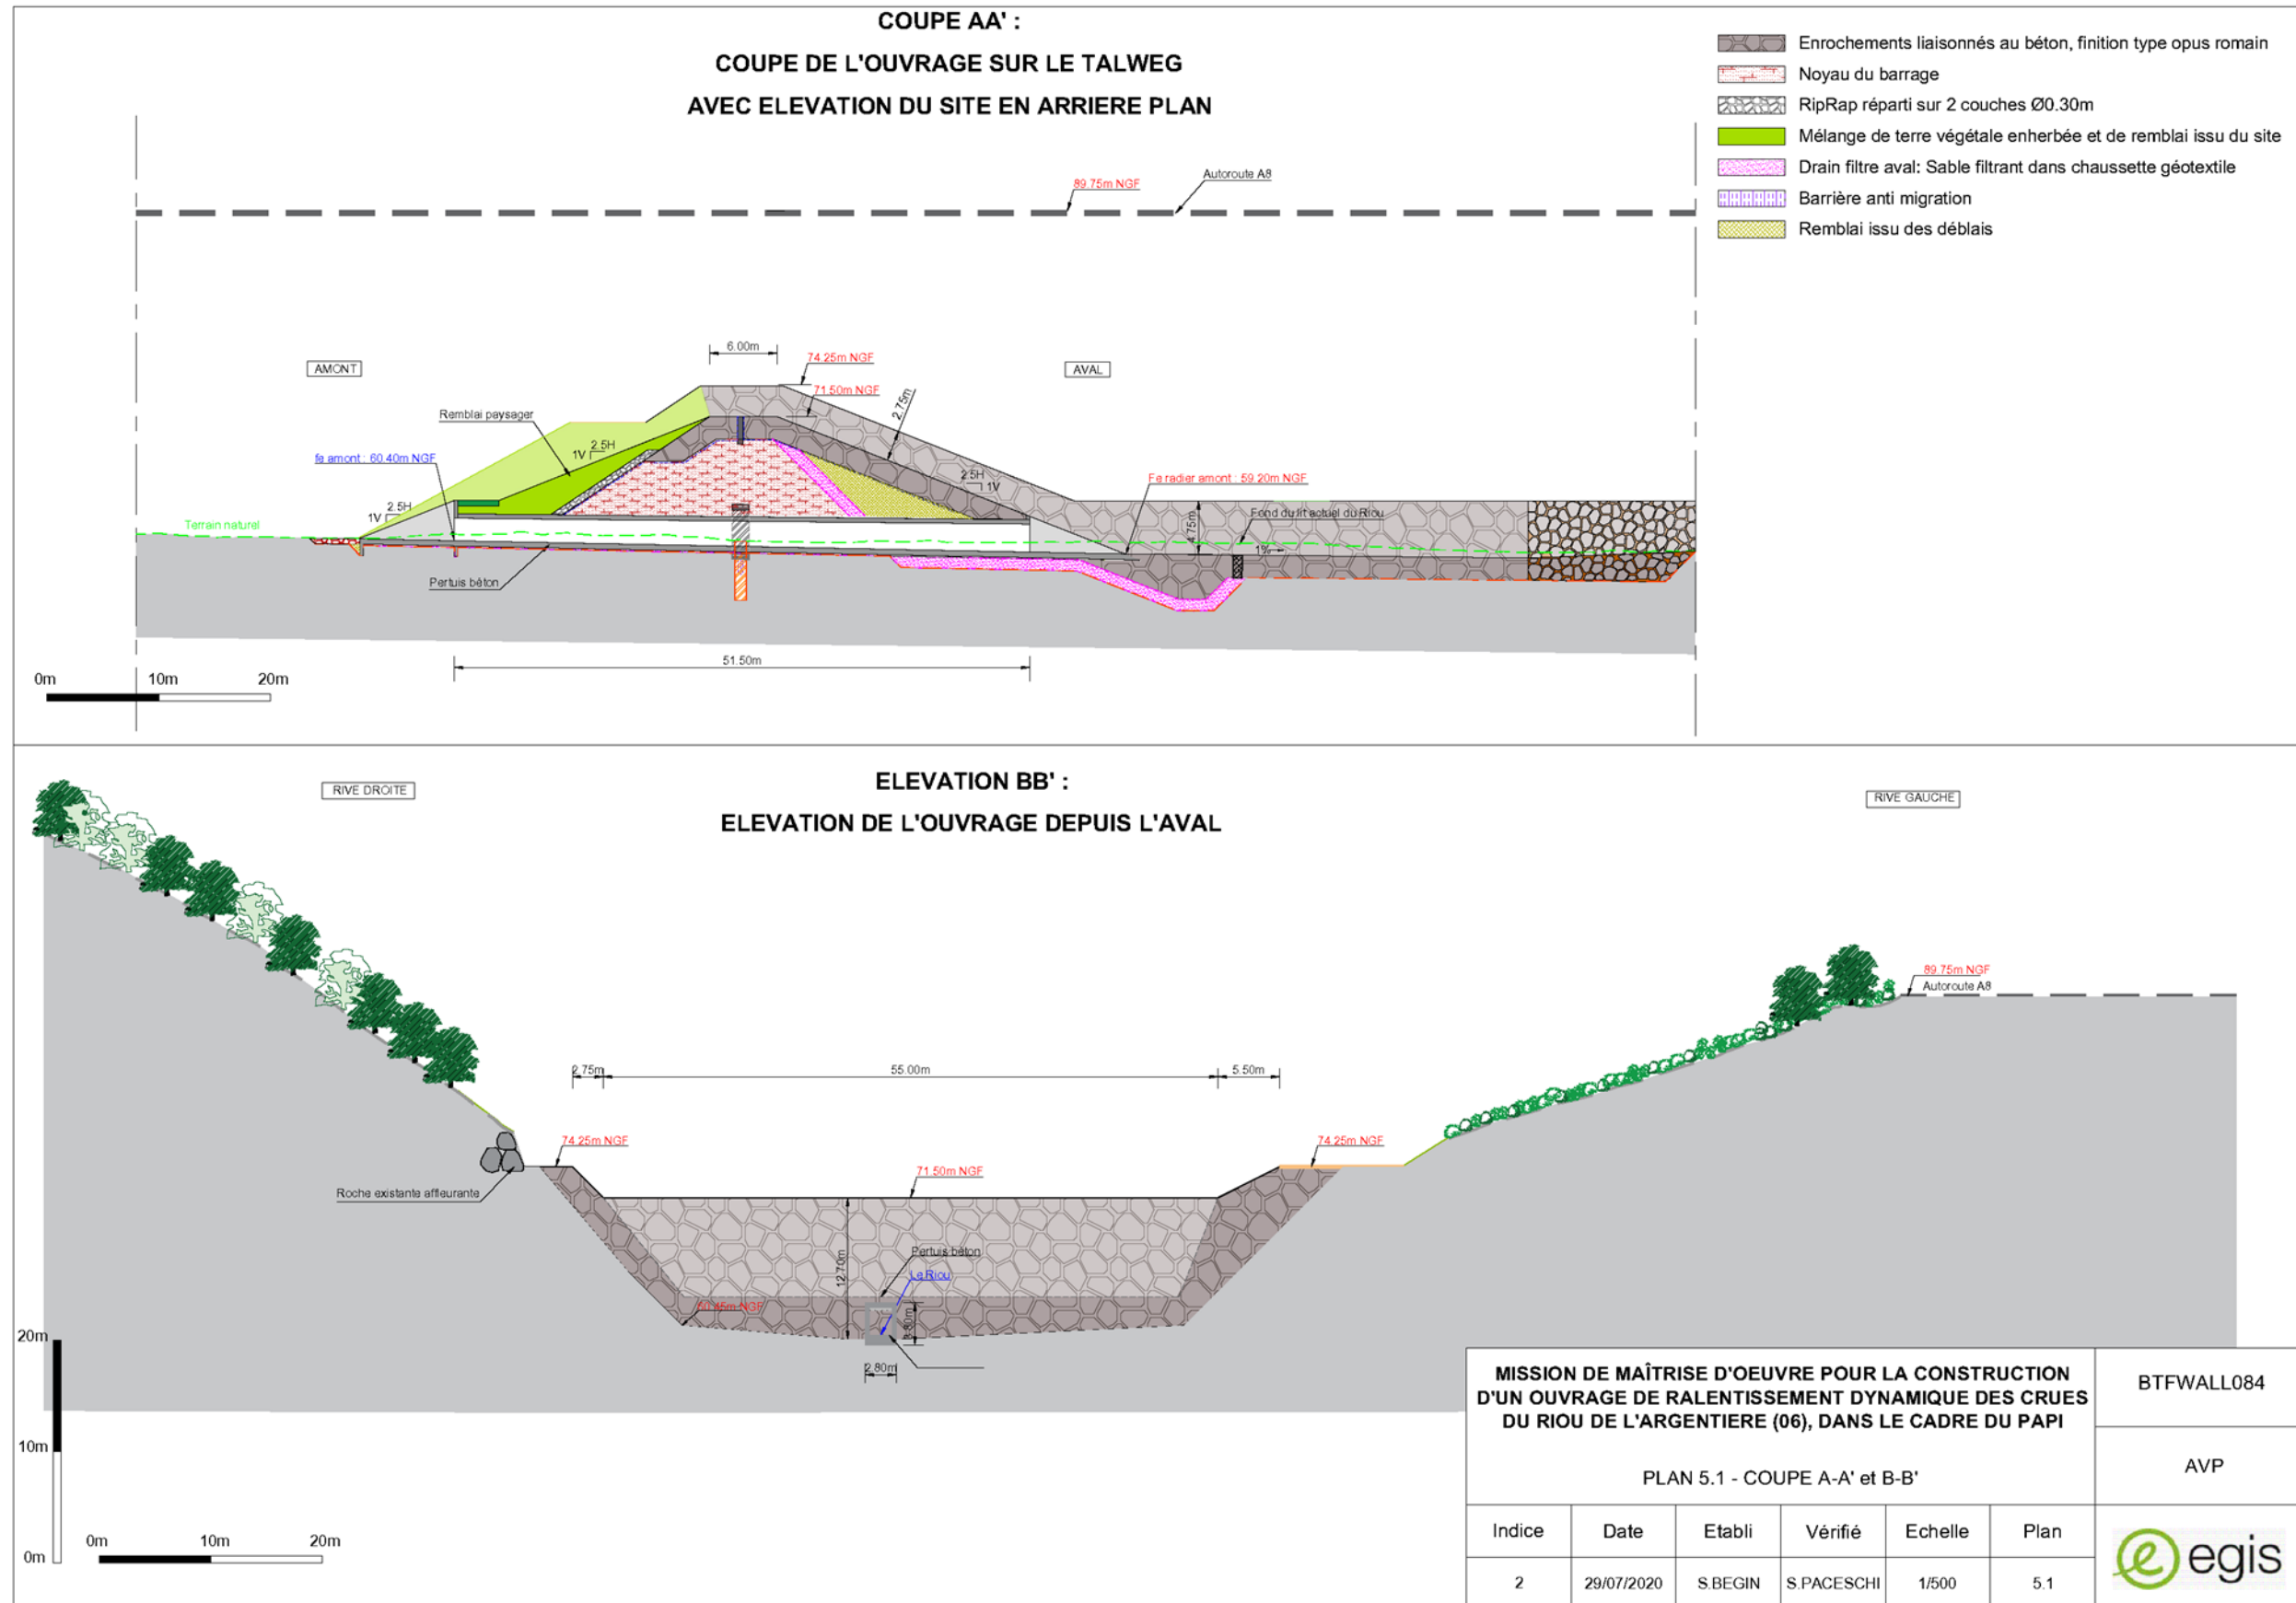 COUPE AA' :
COUPE DE L'OUVRAGE SUR LE TALWEG
AVEC ELEVATION DU SITE EN ARRIERE PLAN
Enrochements liaisonnés au béton, finition type opus romain
Noyau du barrage
RipRap réparti sur 2 couches Ø0.30m
Mélange de terre végétale enherbée et de remblai issu du site
Drain filtre aval: Sable filtrant dans chaussette géotextile
Barrière anti migration
Remblai issu des déblais
89.75m NGF
Autoroute A8
6.00m
AMONT
74.25m NGF
AVAL
71.50m NGF
2.75m
Remblai paysager
2.5H
1V
fe amont : 60.40m NGF
2.5H
1V
Fe radier amont : 59.20m NGF
2.5H
1V
Terrain naturel
Fond du lit actuel du Riou
4.75m
1%
Pertuis béton
51.50m
0m 10m 20m
ELEVATION BB' :
ELEVATION DE L'OUVRAGE DEPUIS L'AVAL
RIVE DROITE
RIVE GAUCHE
89.75m NGF
Autoroute A8
2.75m
55.00m
5.50m
74.25m NGF
71.50m NGF
74.25m NGF
Roche existante affleurante
12.70m
Pertuis béton
Le Riou
3.80m
2.80m
20m
10m
0m
0m 10m 20m
MISSION DE MAÎTRISE D'OEUVRE POUR LA CONSTRUCTION
D'UN OUVRAGE DE RALENTISSEMENT DYNAMIQUE DES CRUES
DU RIOU DE L'ARGENTIERE (06), DANS LE CADRE DU PAPI
PLAN 5.1 - COUPE A-A' et B-B'
BTFWALL084
AVP
Indice Date Etabli Vérifié Echelle Plan
2 29/07/2020 S.BEGIN S.PACESCHI 1/500 5.1
egis